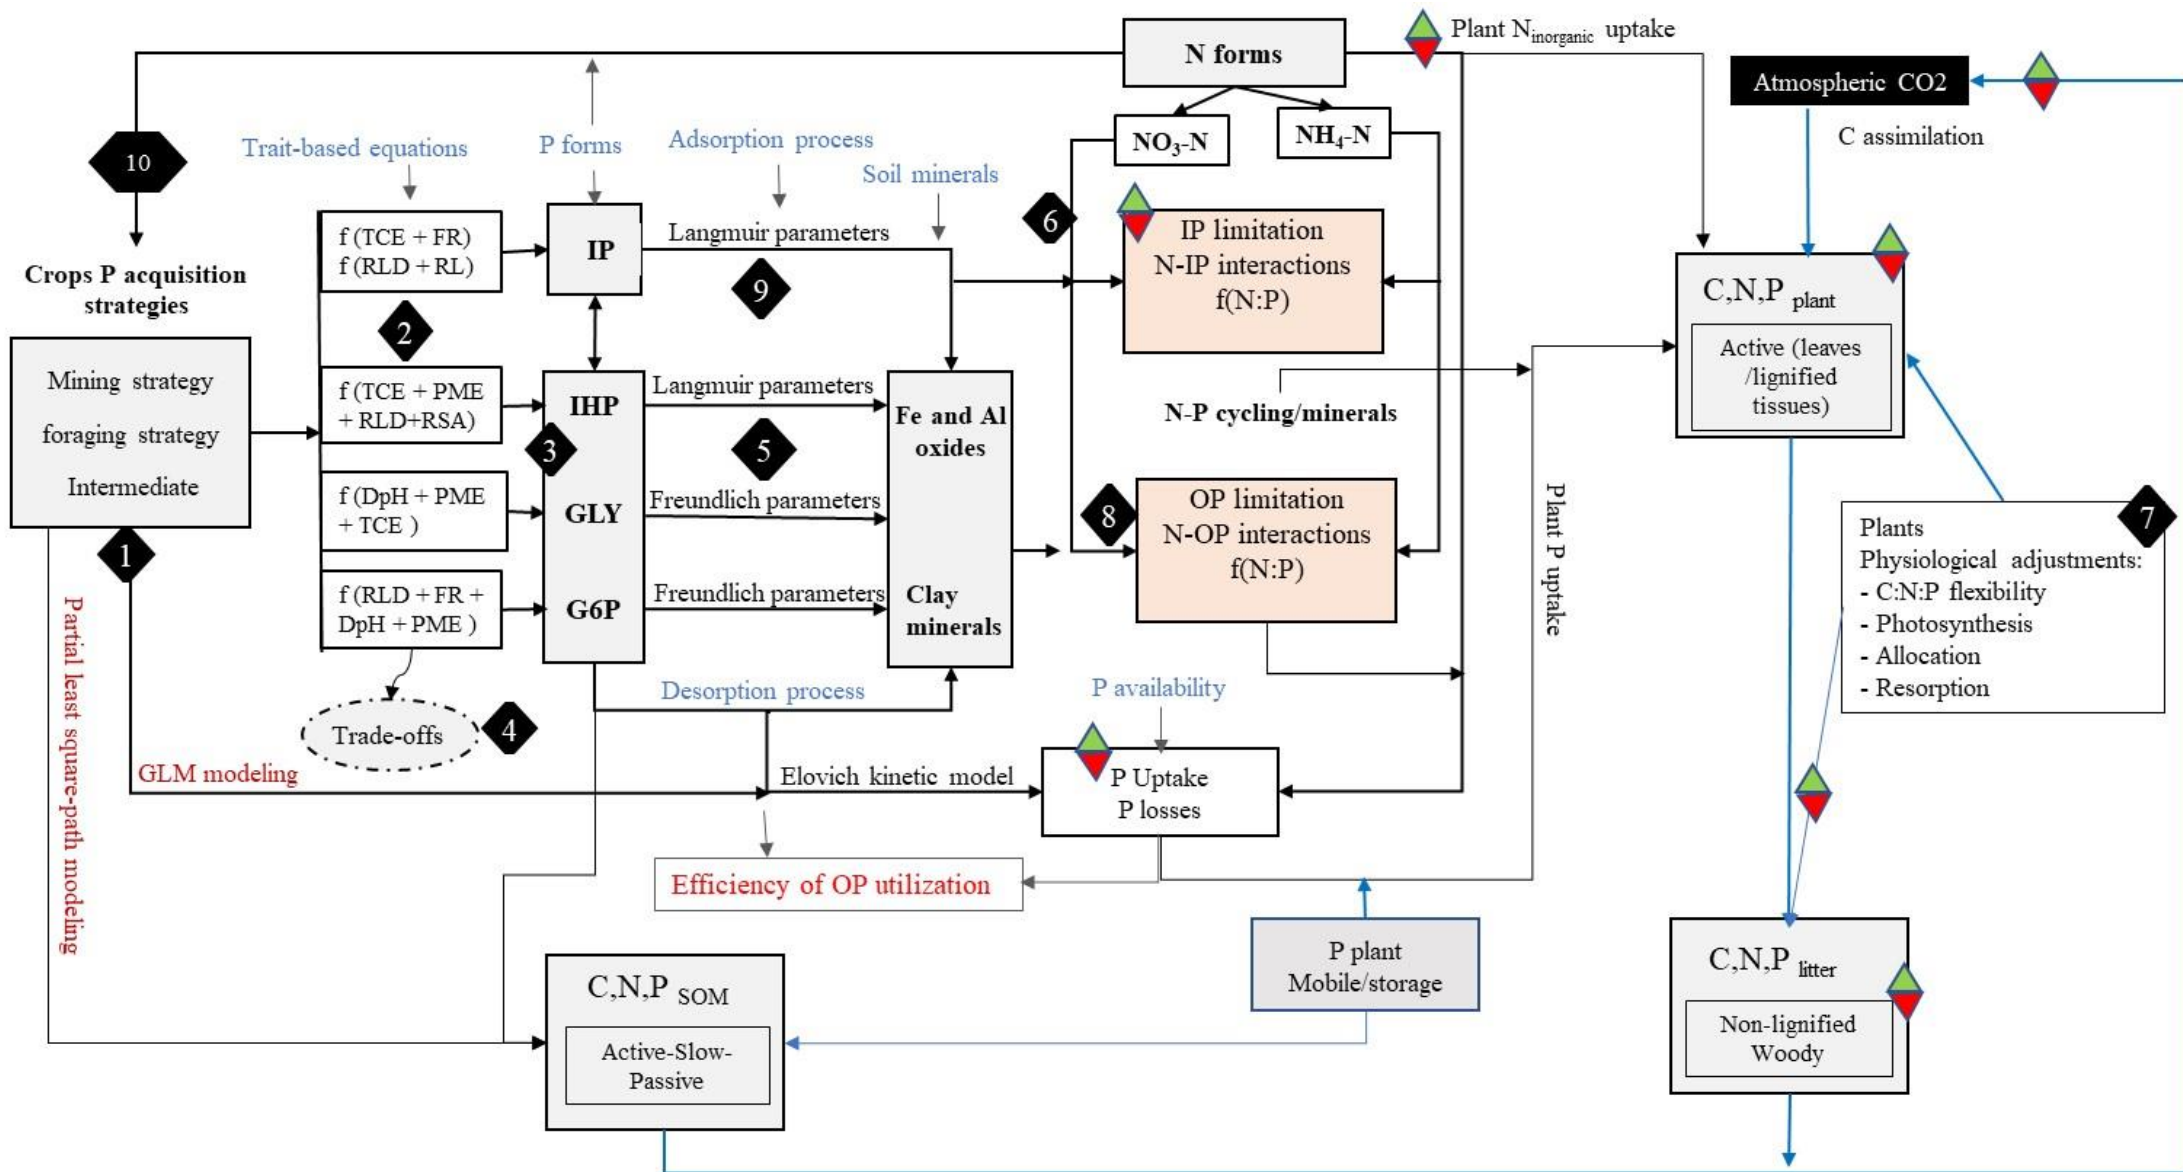 N forms
Plant Ninorganic uptake
Atmospheric CO2
C assimilation
10
Trait-based equations
P forms
Adsorption process
Soil minerals
NO3-N
NH4-N
6
Crops P acquisition
strategies
f (TCE + FR)
f (RLD + RL)
IP
Langmuir parameters
9
IP limitation
N-IP interactions
f(N:P)
C,N,P plant
Active (leaves
/lignified
tissues)
2
Mining strategy
foraging strategy
Intermediate
1
f (TCE + PME
+ RLD+RSA)
IHP
3
Langmuir parameters
5
Fe and Al
oxides
N-P cycling/minerals
f (DpH + PME
+ TCE )
GLY
Freundlich parameters
8
OP limitation
N-OP interactions
f(N:P)
Plant P uptake
7
Plants
Physiological adjustments:
- C:N:P flexibility
- Photosynthesis
- Allocation
- Resorption
f (RLD + FR +
DpH + PME )
G6P
Freundlich parameters
Clay
minerals
Partial least square-path modeling
Trade-offs
4
Desorption process
P availability
GLM modeling
Elovich kinetic model
P Uptake
P losses
Efficiency of OP utilization
P plant
Mobile/storage
C,N,P SOM
Active-Slow-
Passive
C,N,P litter
Non-lignified
Woody